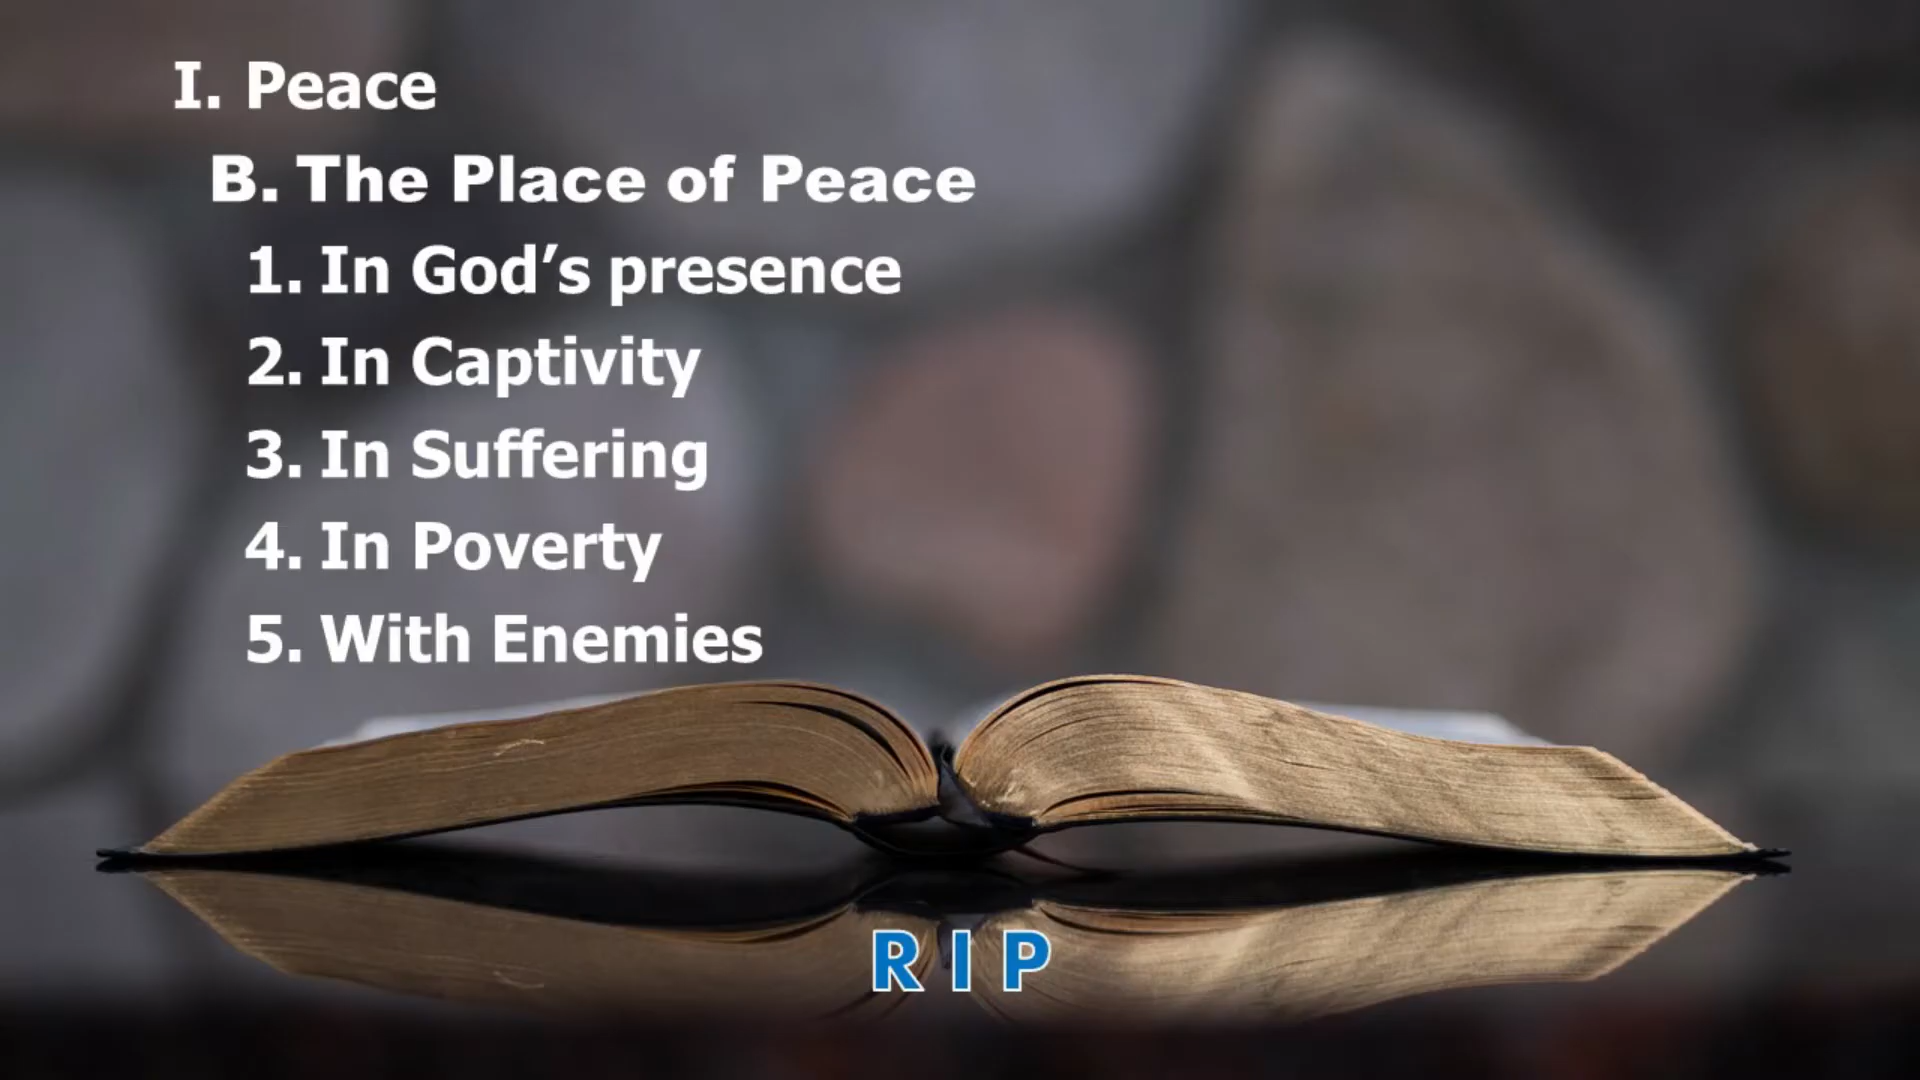 I. Peace
B. The Place of Peace
1. In God’s presence
2. In Captivity
3. In Suffering
4. In Poverty
5. With Enemies
R I P